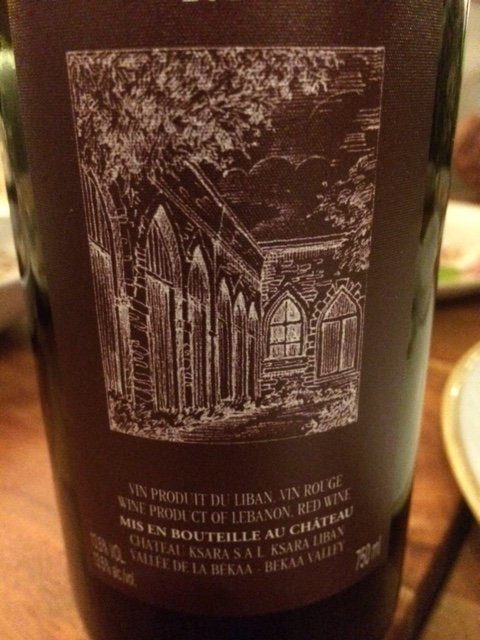 VIN PRODUIT DU LIBAN. VIN ROUGE
WINE PRODUCT OF LEBANON. RED WINE
MIS EN BOUTEILLE AU CHÂTEAU
CHATEAU KSARA S A L KSARA LIBAN
VALLÉE DE LA BEKAA - BEKAA VALLEY
750 ml